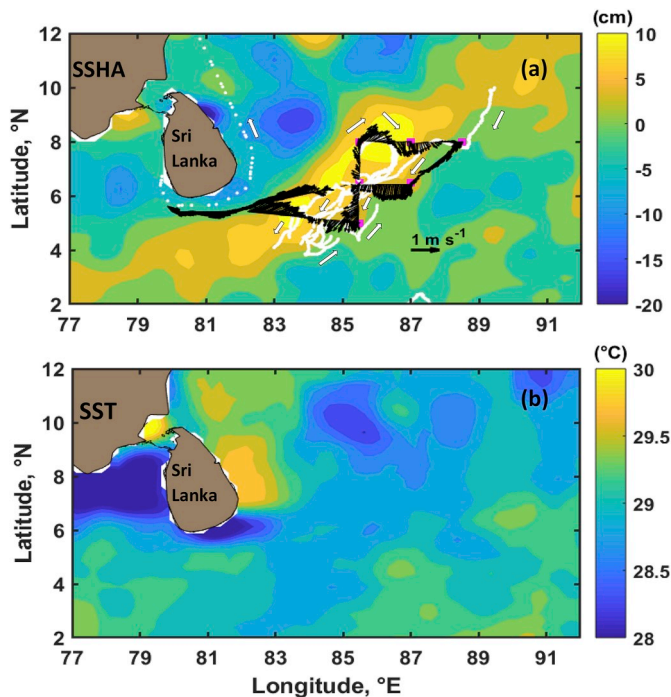 (cm)
SSHA
(a)
Sri
Lanka
1 m s⁻¹
Latitude, °N
12
10
8
6
4
2
77
79
81
83
85
87
89
91
10
5
0
-5
-10
-15
-20
(°C)
SST
(b)
Sri
Lanka
Latitude, °N
12
10
8
6
4
2
77
79
81
83
85
87
89
91
30
29.5
29
28.5
28
Longitude, °E